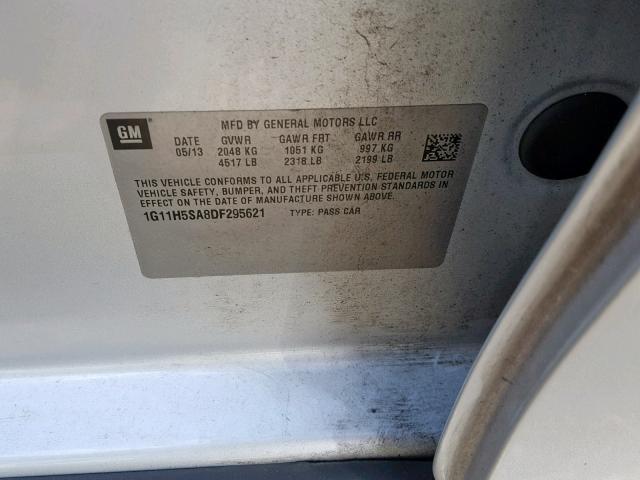 GM
MFD BY GENERAL MOTORS LLC
DATE GVWR GAWR FRT GAWR RR
05/13 2048 KG 1051 KG 997 KG
4517 LB 2318 LB 2199 LB
THIS VEHICLE CONFORMS TO ALL APPLICABLE U.S. FEDERAL MOTOR
VEHICLE SAFETY, BUMPER, AND THEFT PREVENTION STANDARDS IN
EFFECT ON THE DATE OF MANUFACTURE SHOWN ABOVE.
1G11H5SA8DF295621 TYPE: PASS CAR